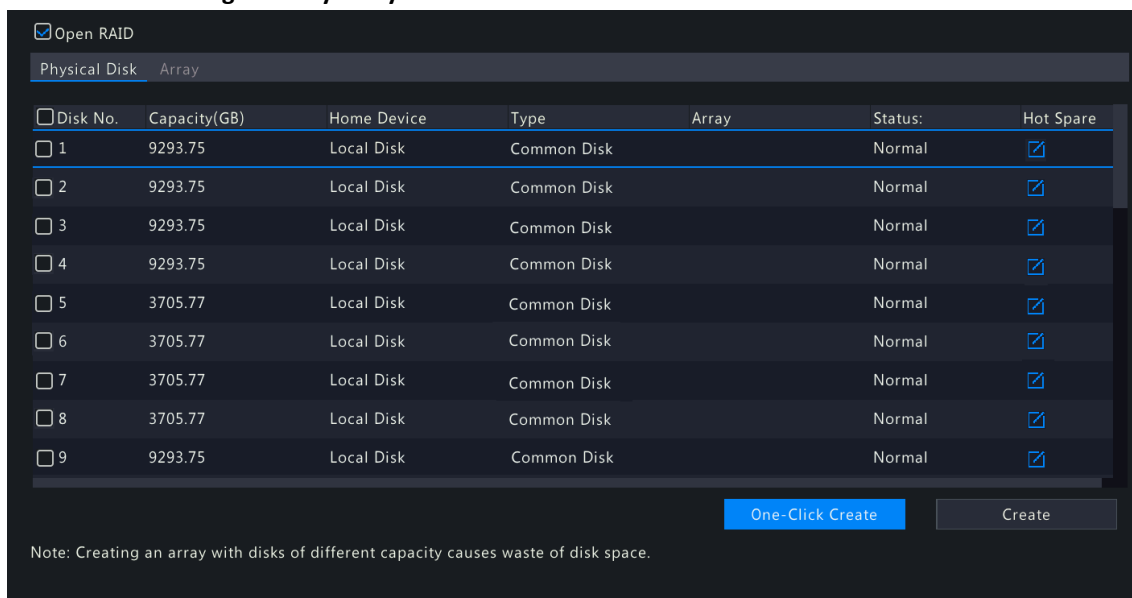 Open RAID
Physical Disk Array
Disk No. Capacity(GB) Home Device Type Array Status: Hot Spare
1 9293.75 Local Disk Common Disk Normal
2 9293.75 Local Disk Common Disk Normal
3 9293.75 Local Disk Common Disk Normal
4 9293.75 Local Disk Common Disk Normal
5 3705.77 Local Disk Common Disk Normal
6 3705.77 Local Disk Common Disk Normal
7 3705.77 Local Disk Common Disk Normal
8 3705.77 Local Disk Common Disk Normal
9 9293.75 Local Disk Common Disk Normal
One-Click Create Create
Note: Creating an array with disks of different capacity causes waste of disk space.